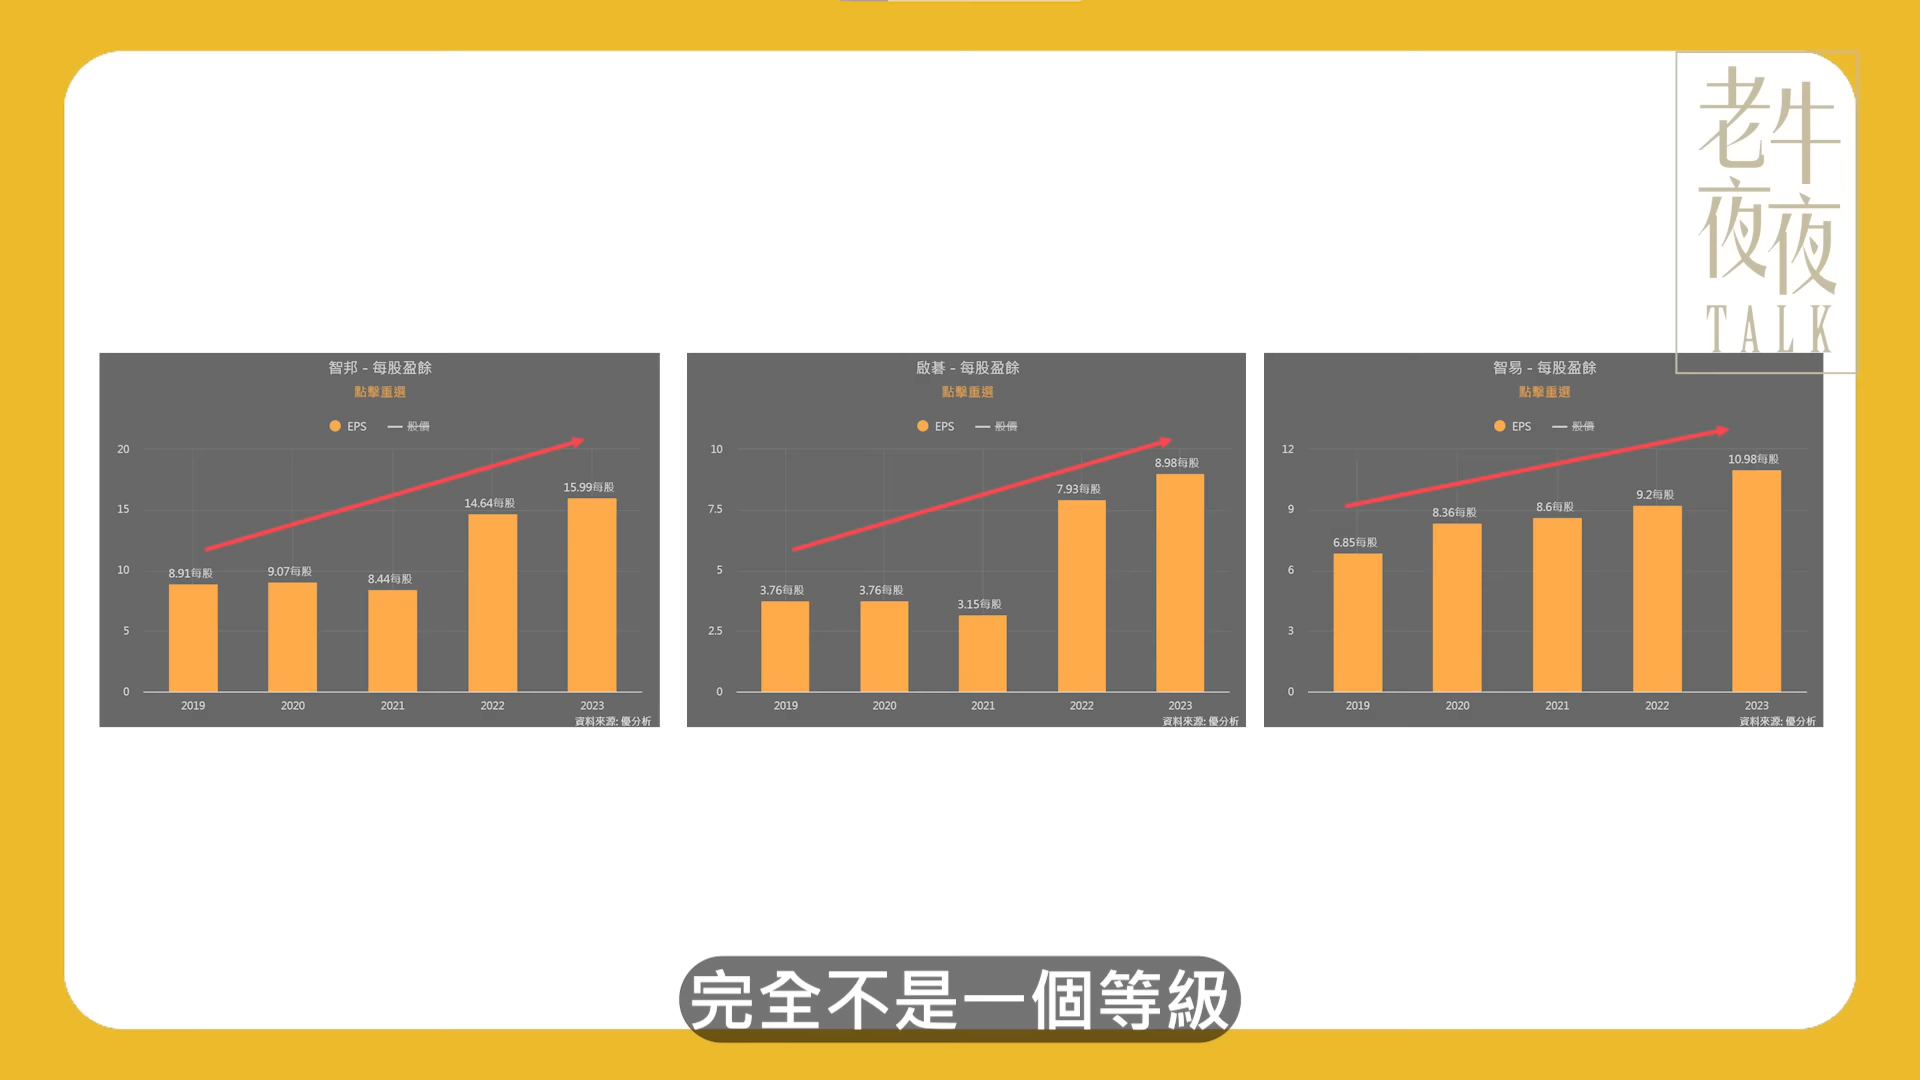 老牛
夜夜
TALK
智邦 - 每股盈餘
點擊重選
EPS 股價
20
15
10
5
0
8.91每股
9.07每股
8.44每股
14.64每股
15.99每股
2019 2020 2021 2022 2023
資料來源: 優分析
啟碁 - 每股盈餘
點擊重選
EPS 股價
10
7.5
5
2.5
0
3.76每股
3.76每股
3.15每股
7.93每股
8.98每股
2019 2020 2021 2022 2023
資料來源: 優分析
智易 - 每股盈餘
點擊重選
EPS 股價
12
9
6
3
0
6.85每股
8.36每股
8.6每股
9.2每股
10.98每股
2019 2020 2021 2022 2023
資料來源: 優分析
完全不是一個等級